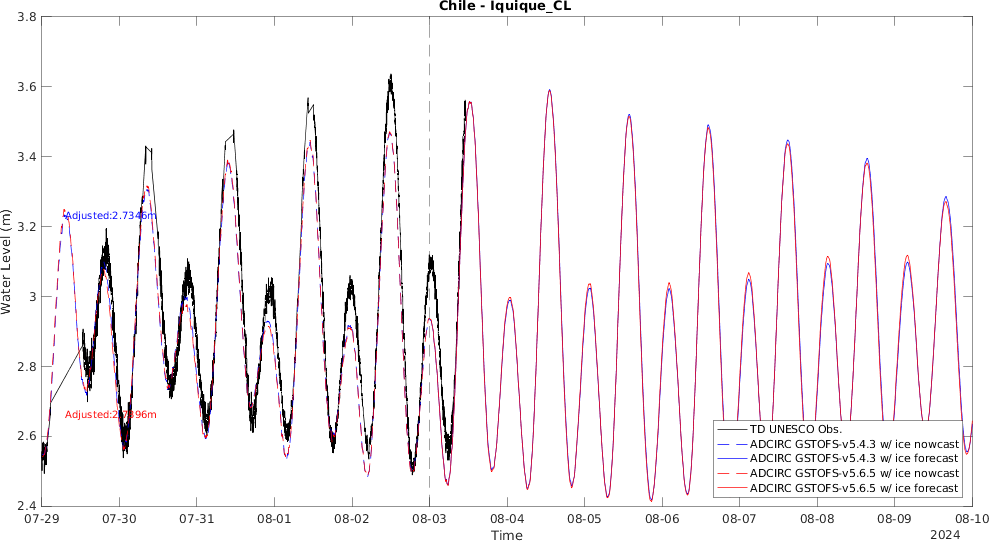 Chile - Iquique_CL
3.8
3.6
3.4
3.2
3
2.8
2.6
2.4
Water Level (m)
Adjusted:2.7346m
Adjusted:2.7396m
TD UNESCO Obs.
ADCIRC GSTOFS-v5.4.3 w/ ice nowcast
ADCIRC GSTOFS-v5.4.3 w/ ice forecast
ADCIRC GSTOFS-v5.6.5 w/ ice nowcast
ADCIRC GSTOFS-v5.6.5 w/ ice forecast
07-29 07-30 07-31 08-01 08-02 08-03 08-04 08-05 08-06 08-07 08-08 08-09 08-10
Time
2024